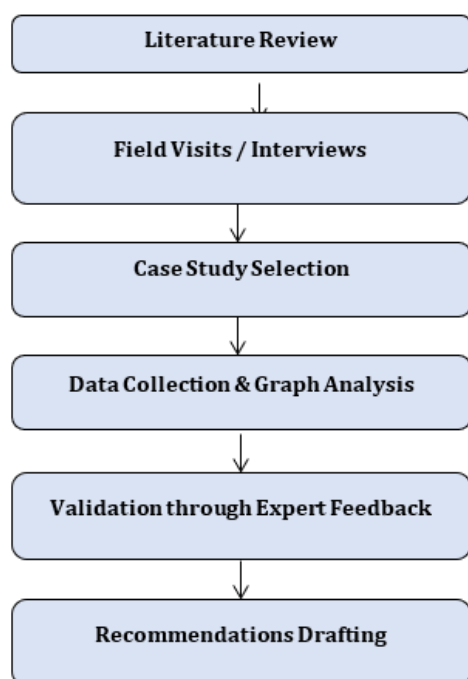 Literature Review
Field Visits / Interviews
Case Study Selection
Data Collection & Graph Analysis
Validation through Expert Feedback
Recommendations Drafting